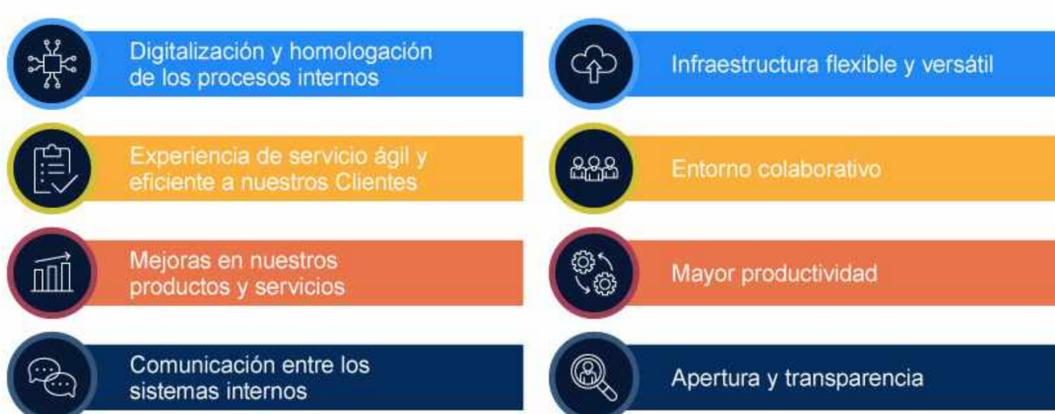 Digitalización y homologación
de los procesos internos
Infraestructura flexible y versátil
Experiencia de servicio ágil y
eficiente a nuestros Clientes
Entorno colaborativo
Mejoras en nuestros
productos y servicios
Mayor productividad
Comunicación entre los
sistemas internos
Apertura y transparencia